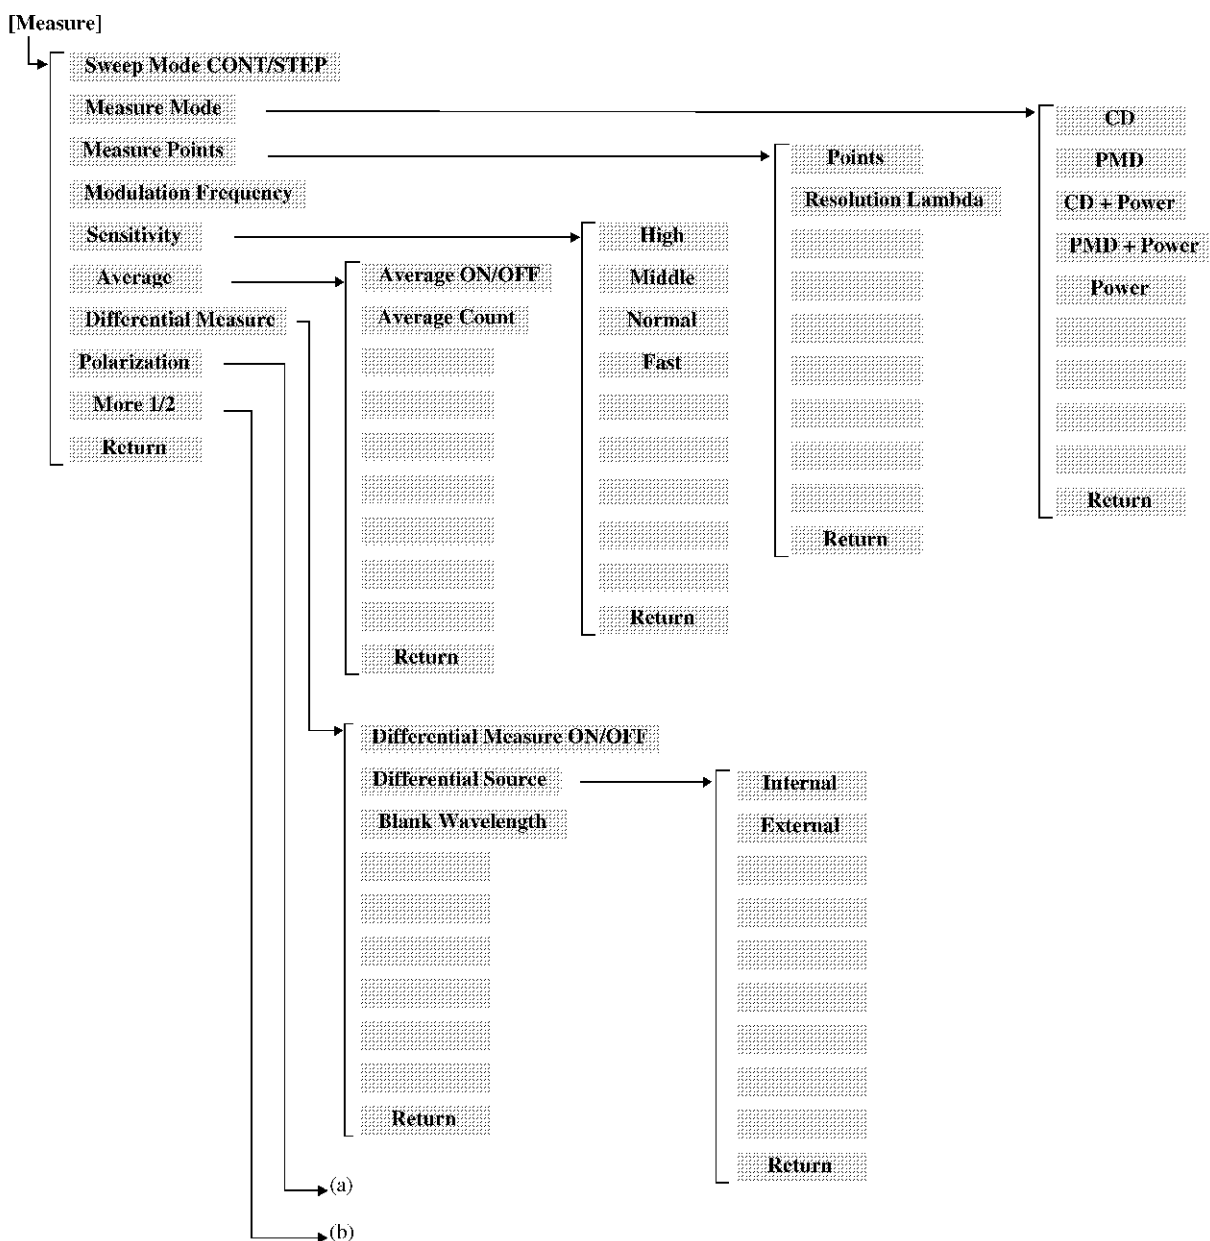 [Measure]
Sweep Mode CONT/STEP
Measure Mode
Measure Points
Modulation Frequency
Sensitivity
Average
Differential Measure
Polarization
More 1/2
Return
CD
PMD
CD + Power
PMD + Power
Power
Return
Points
Resolution Lambda
Return
High
Middle
Normal
Fast
Return
Average ON/OFF
Average Count
Return
Differential Measure ON/OFF
Differential Source
Blank Wavelength
Return
Internal
External
Return
(a)
(b)